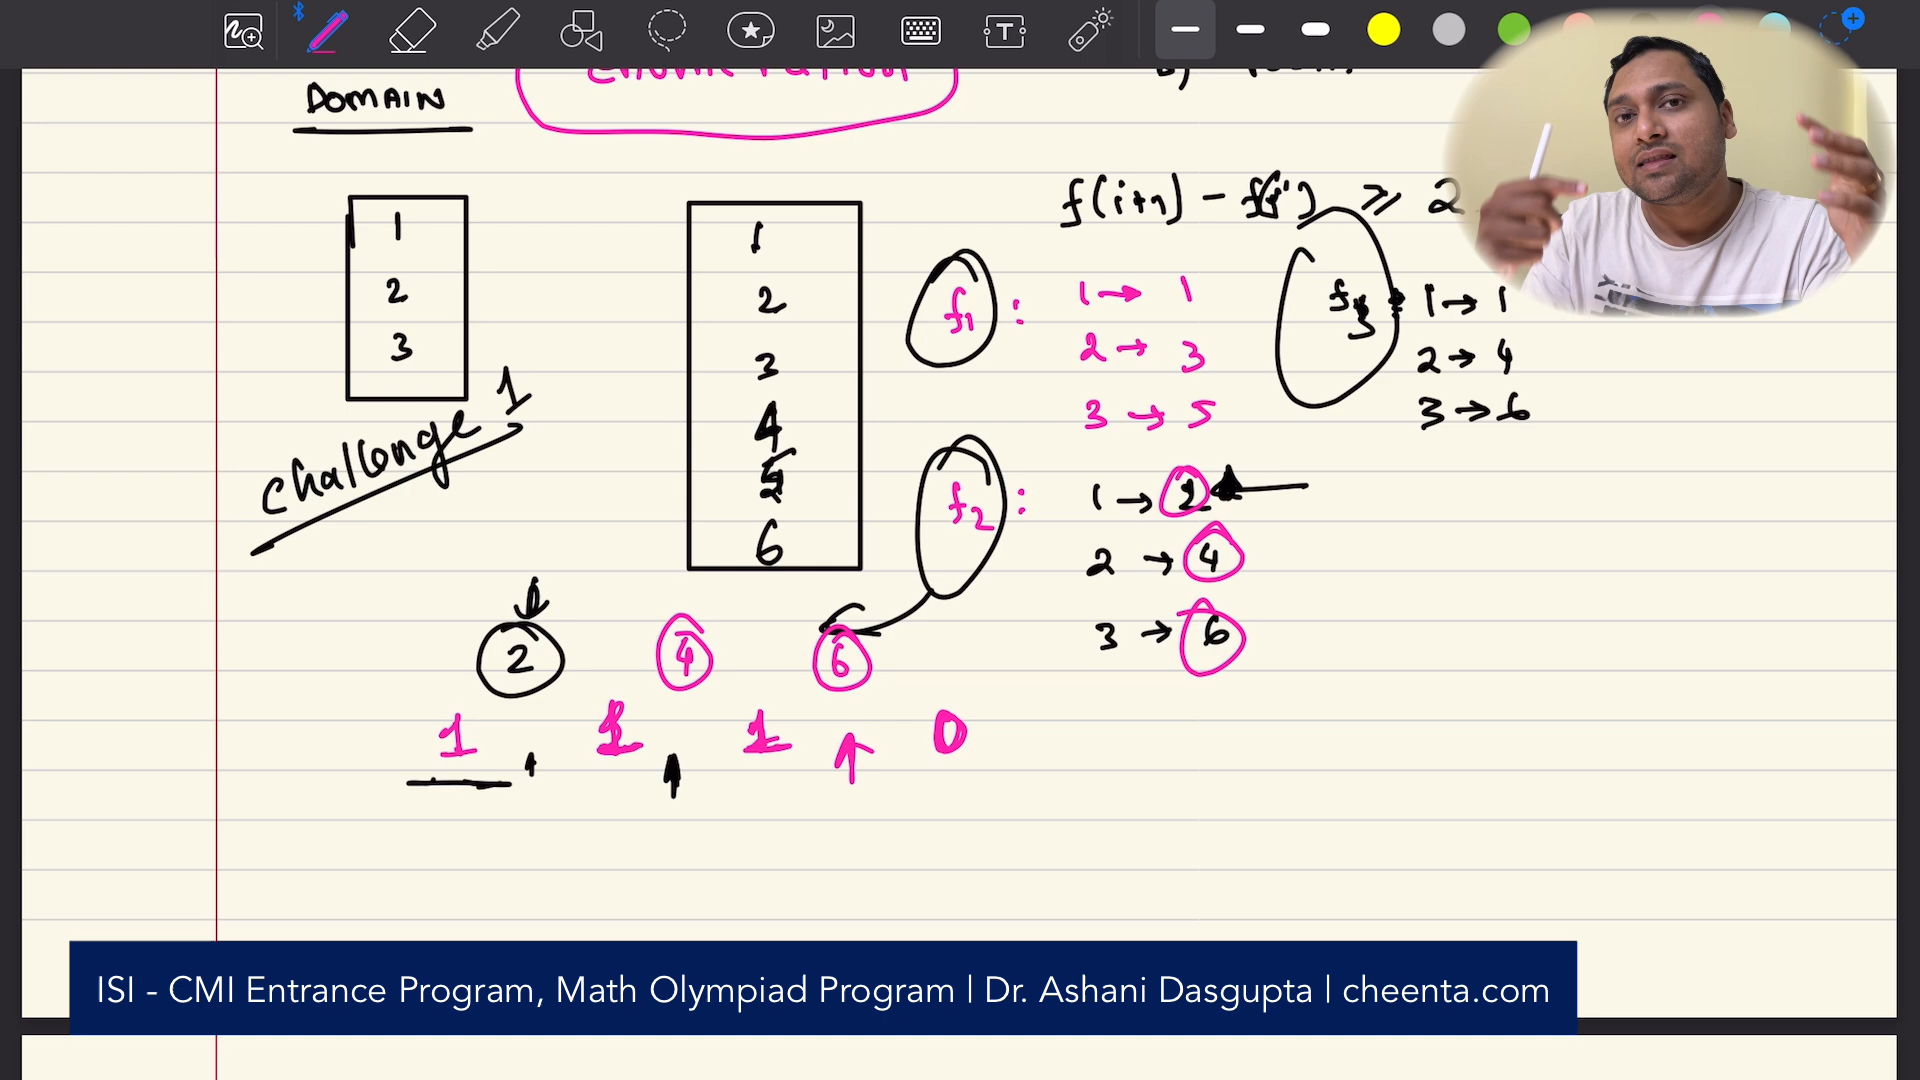 DOMAIN
1
2
3
1
2
3
4
5
6
f(i+1) - f(i) ≥ 2
f1 :
1 → 1
2 → 3
3 → 5
f3 : 1 → 1
2 → 4
3 → 6
Challenge 1
f2 :
1 → 2
2 → 4
3 → 6
2 4 6
1 1 1 0
ISI - CMI Entrance Program, Math Olympiad Program | Dr. Ashani Dasgupta | cheenta.com